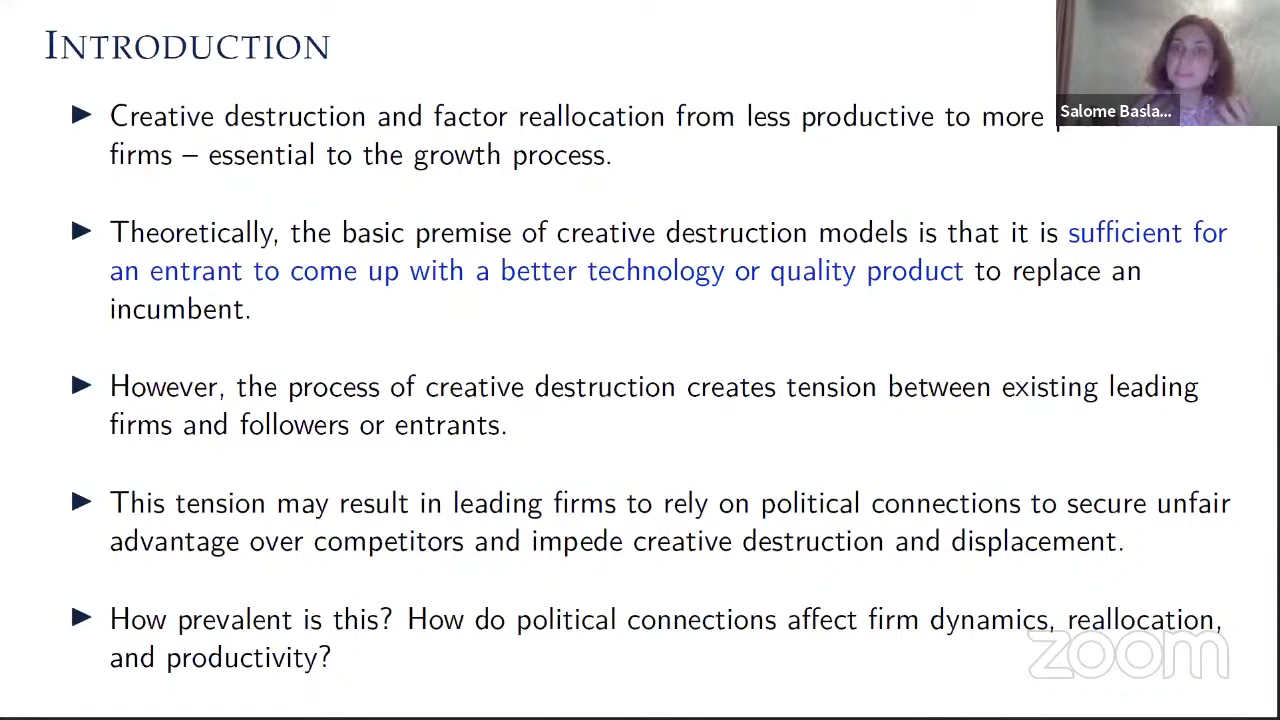 INTRODUCTION
Salome Basla...
► Creative destruction and factor reallocation from less productive to more
firms – essential to the growth process.
► Theoretically, the basic premise of creative destruction models is that it is sufficient for
an entrant to come up with a better technology or quality product to replace an
incumbent.
► However, the process of creative destruction creates tension between existing leading
firms and followers or entrants.
► This tension may result in leading firms to rely on political connections to secure unfair
advantage over competitors and impede creative destruction and displacement.
► How prevalent is this? How do political connections affect firm dynamics, reallocation,
and productivity?
zoom